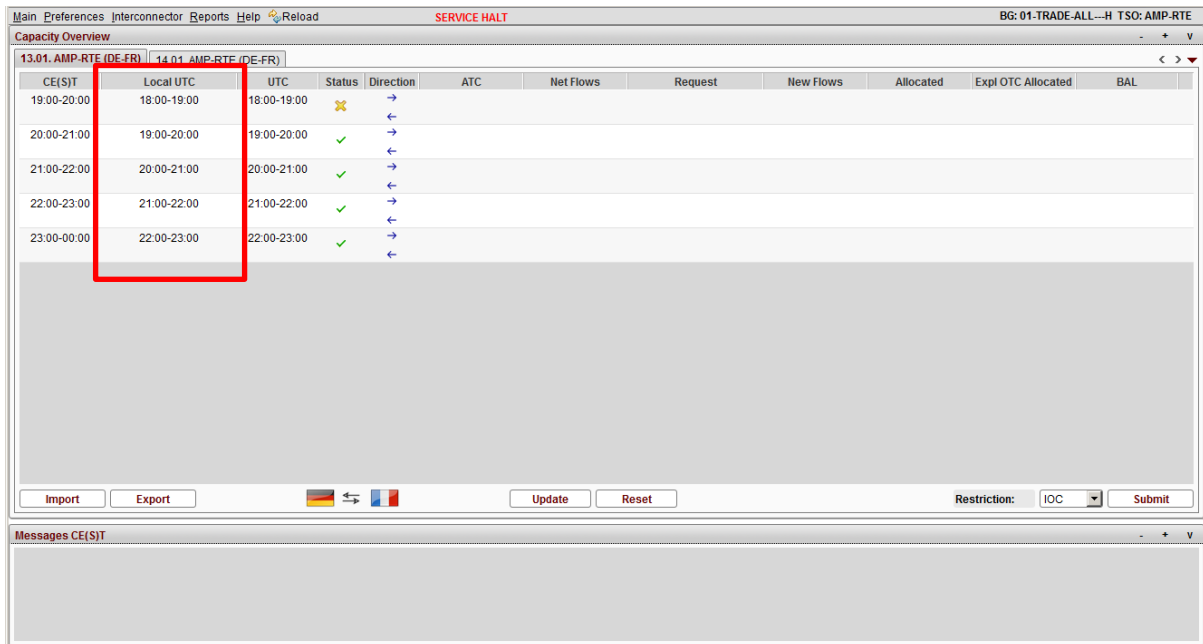 Main Preferences Interconnector Reports Help Reload SERVICE HALT BG: 01-TRADE-ALL---H TSO: AMP-RTE
Capacity Overview - + v
13.01. AMP-RTE (DE-FR) 14.01. AMP-RTE (DE-FR)
CE(S)T Local UTC UTC Status Direction ATC Net Flows Request New Flows Allocated Expl OTC Allocated BAL
19:00-20:00 18:00-19:00 18:00-19:00
20:00-21:00 19:00-20:00 19:00-20:00
21:00-22:00 20:00-21:00 20:00-21:00
22:00-23:00 21:00-22:00 21:00-22:00
23:00-00:00 22:00-23:00 22:00-23:00
Import Export Update Reset Restriction: IOC Submit
Messages CE(S)T - + v